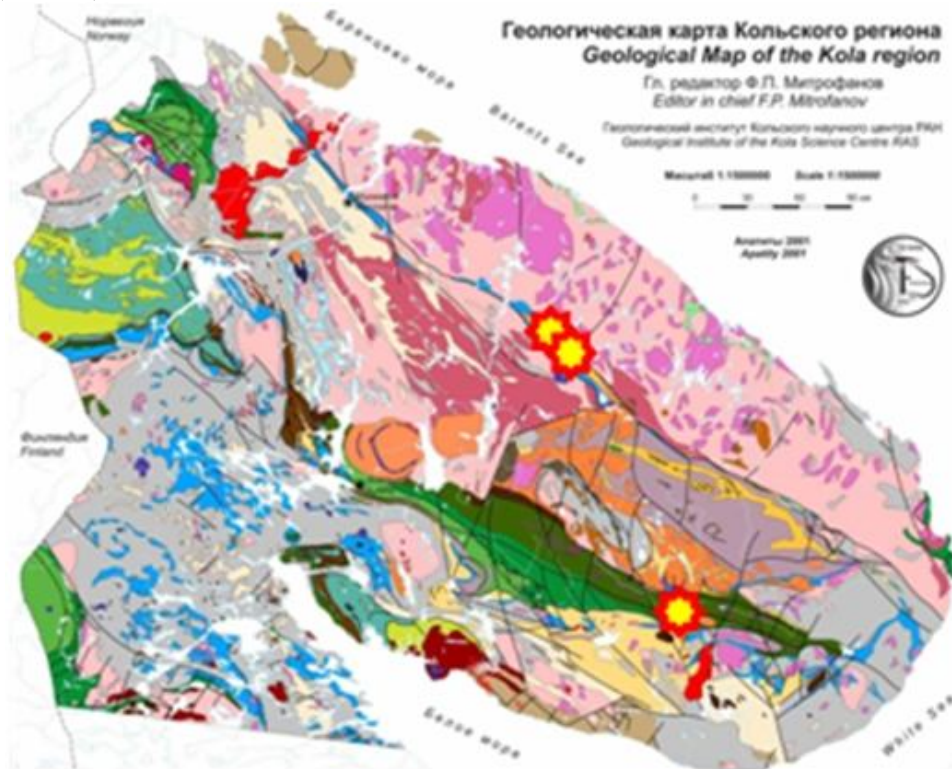 Геологическая карта Кольского региона
Geological Map of the Kola region
Гл. редактор Ф.П. Митрофанов
Editor in chief F.P. Mitrofanov
Геологический институт Кольского научного центра РАН
Geological Institute of the Kola Science Centre RAS
Масштаб 1:1500000 Scale 1:1500000
Апатиты 2001
Apatity 2001
Норвегия
Norway
Баренцево море
Barents Sea
Финляндия
Finland
Белое море
White Sea